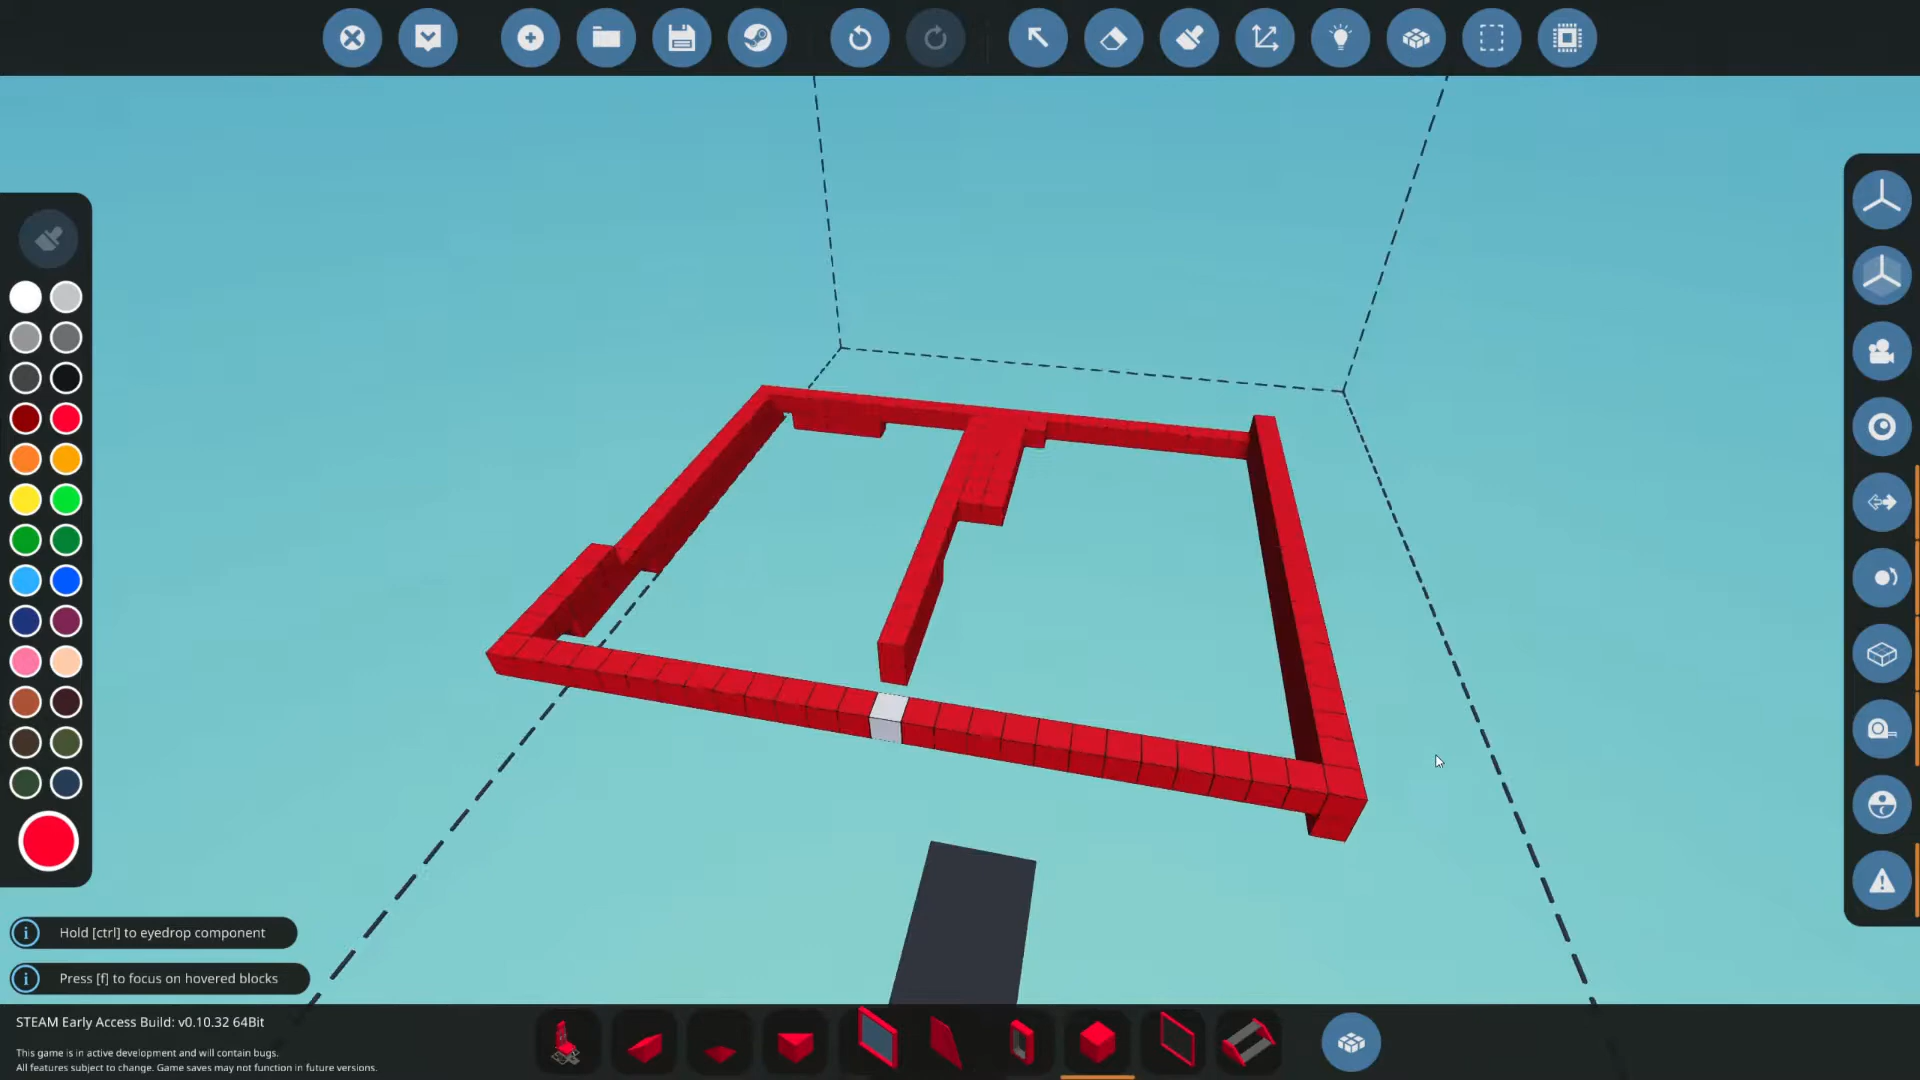 Hold [ctrl] to eyedrop component
Press [f] to focus on hovered blocks
STEAM Early Access Build: v0.10.32 64Bit
This game is in active development and will contain bugs.
All features subject to change. Game saves may not function in future versions.